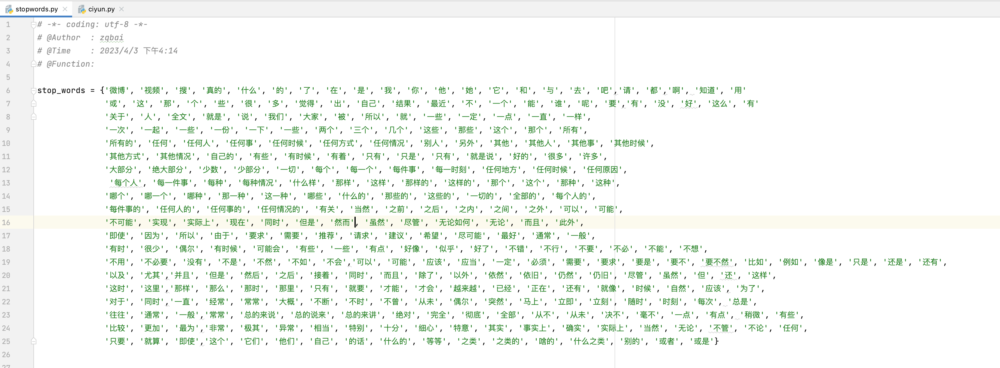 stopwords.py ciyun.py
1 # -*- coding: utf-8 -*-
2 # @Author  : zqbai
3 # @Time    : 2023/4/3 下午4:14
4 # @Function:
5
6 stop_words = {'微博', '视频', '搜', '真的', '什么', '的', '了', '在', '是', '我', '你', '他', '她', '它', '和', '与', '去', '吧','请', '都','啊', '知道', '用'
7 '或', '这', '那', '个', '些', '很', '多', '觉得', '出', '自己', '结果', '最近', '不', '一个', '能', '谁', '呢', '要','有', '没', '好', '这么', '有'
8 '关于', '人', '全文', '就是', '说', '我们', '大家', '被', '所以', '就', '一些', '一定', '一点', '一直', '一样',
9 '一次', '一起', '一些', '一份', '一下', '一些', '两个', '三个', '几个', '这些', '那些', '这个', '那个', '所有',
10 '所有的', '任何', '任何人', '任何事', '任何时候', '任何方式', '任何情况', '别人', '另外', '其他', '其他人', '其他事', '其他时候',
11 '其他方式', '其他情况', '自己的', '有些', '有时候', '有着', '只有', '只是', '只有', '就是说', '好的', '很多', '许多',
12 '大部分', '绝大部分', '少数', '少部分', '一切', '每个', '每一个', '每件事', '每一时刻', '任何地方', '任何时候', '任何原因',
13 '每个人', '每一件事', '每种', '每种情况', '什么样', '那样', '这样', '那样的', '这样的', '那个', '这个', '那种', '这种',
14 '哪个', '哪一个', '哪种', '那一种', '这一种', '哪些', '什么的', '那些的', '这些的', '一切的', '全部的', '每个人的',
15 '每件事的', '任何人的', '任何事的', '任何情况的', '有关', '当然', '之前', '之后', '之内', '之间', '之外', '可以', '可能',
16 '不可能', '实现', '实际上', '现在', '同时', '但是', '然而', '虽然', '尽管', '无论如何', '无论', '而且', '此外',
17 '即使', '因为', '所以', '由于', '要求', '需要', '推荐', '请求', '建议', '希望', '尽可能', '最好', '通常', '一般',
18 '有时', '很少', '偶尔', '有时候', '可能会', '有些', '一些', '有点', '好像', '似乎', '好了', '不错', '不行', '不要', '不必', '不能', '不想',
19 '不用', '不必要', '没有', '不是', '不然', '不如', '不会','可以', '可能', '应该', '应当', '一定', '必须', '需要', '要求', '要是', '要不', '要不然', '比如', '例如', '像是', '只是', '还是', '还有',
20 '以及', '尤其','并且', '但是', '然后', '之后', '接着', '同时', '而且', '除了', '以外', '依然', '依旧', '仍然', '仍旧', '尽管', '虽然', '但', '还', '这样',
21 '这时', '这里','那样', '那么', '那时', '那里', '只有', '就要', '才能', '才会', '越来越', '已经', '正在', '还有', '就像', '时候', '自然', '应该', '为了',
22 '对于', '同时','一直', '经常', '常常', '大概', '不断', '不时', '不曾', '从未', '偶尔', '突然', '马上', '立即', '立刻', '随时', '时刻', '每次', '总是',
23 '往往', '通常', '一般','常常', '总的来说', '总的说来', '总的来讲', '绝对', '完全', '彻底', '全部', '从不', '从未', '决不', '毫不', '一点', '有点', '稍微', '有些',
24 '比较', '更加', '最为','非常', '极其', '异常', '相当', '特别', '十分', '细心', '特意', '其实', '事实上', '确实', '实际上', '当然', '无论', '不管', '不论', '任何',
25 '只要', '就算', '即使','这个', '它们', '他们', '自己', '的话', '什么的', '等等', '之类', '之类的', '啥的', '什么之类', '别的', '或者', '或是'}
26
27